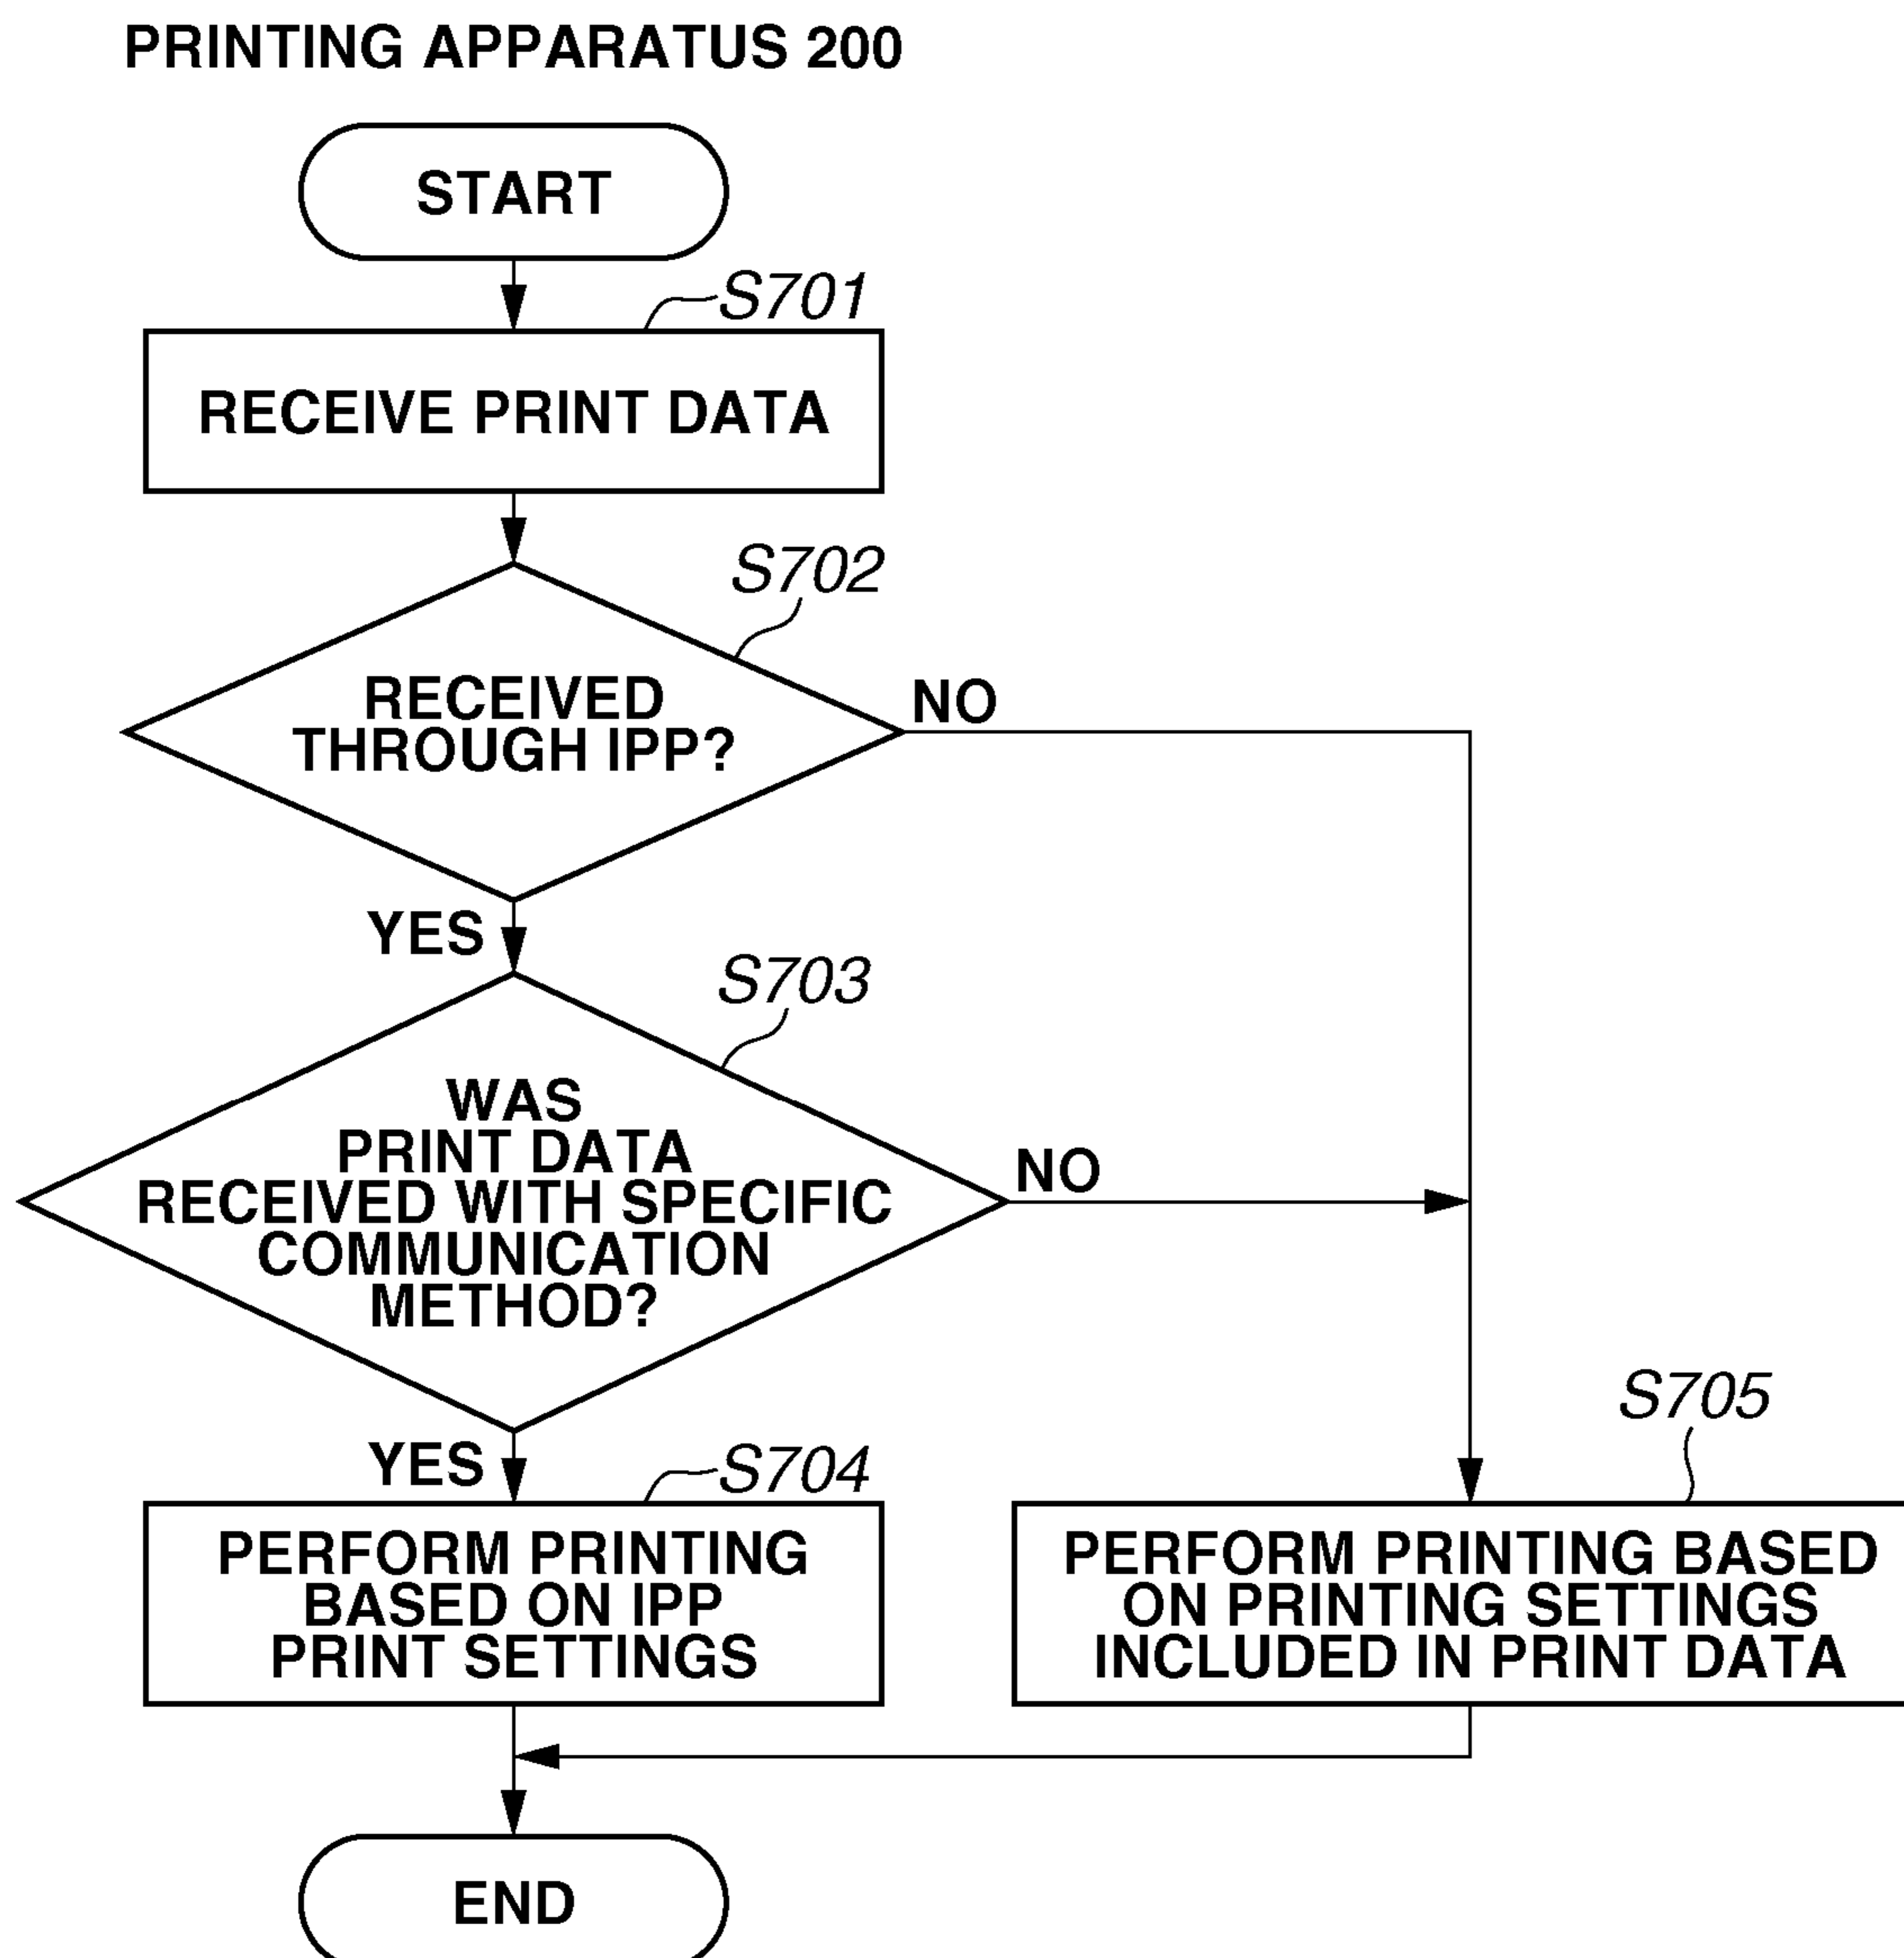 PRINTING APPARATUS 200
START
S701
RECEIVE PRINT DATA
S702
RECEIVED
THROUGH IPP?
NO
YES
S703
WAS
PRINT DATA
RECEIVED WITH SPECIFIC
COMMUNICATION
METHOD?
NO
YES
S704
PERFORM PRINTING
BASED ON IPP
PRINT SETTINGS
S705
PERFORM PRINTING BASED
ON PRINTING SETTINGS
INCLUDED IN PRINT DATA
END